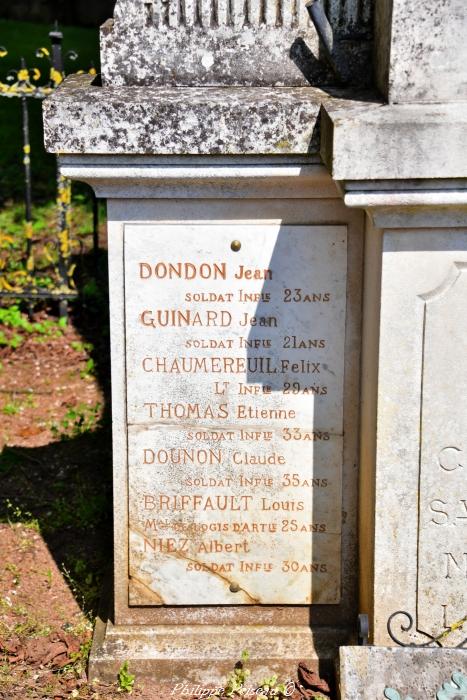 DONDON Jean
SOLDAT INFIE 23 ANS
GUINARD Jean
SOLDAT INFIE 21 ANS
CHAUMEREUIL Felix
LT INFIE 29 ANS
THOMAS Etienne
SOLDAT INFIE 33 ANS
DOUNON Claude
SOLDAT INFIE 35 ANS
BRIFFAULT Louis
DES LOGIS D'ARTIE 25 ANS
NIEZ Albert
SOLDAT INFIE 30 ANS
Philippe